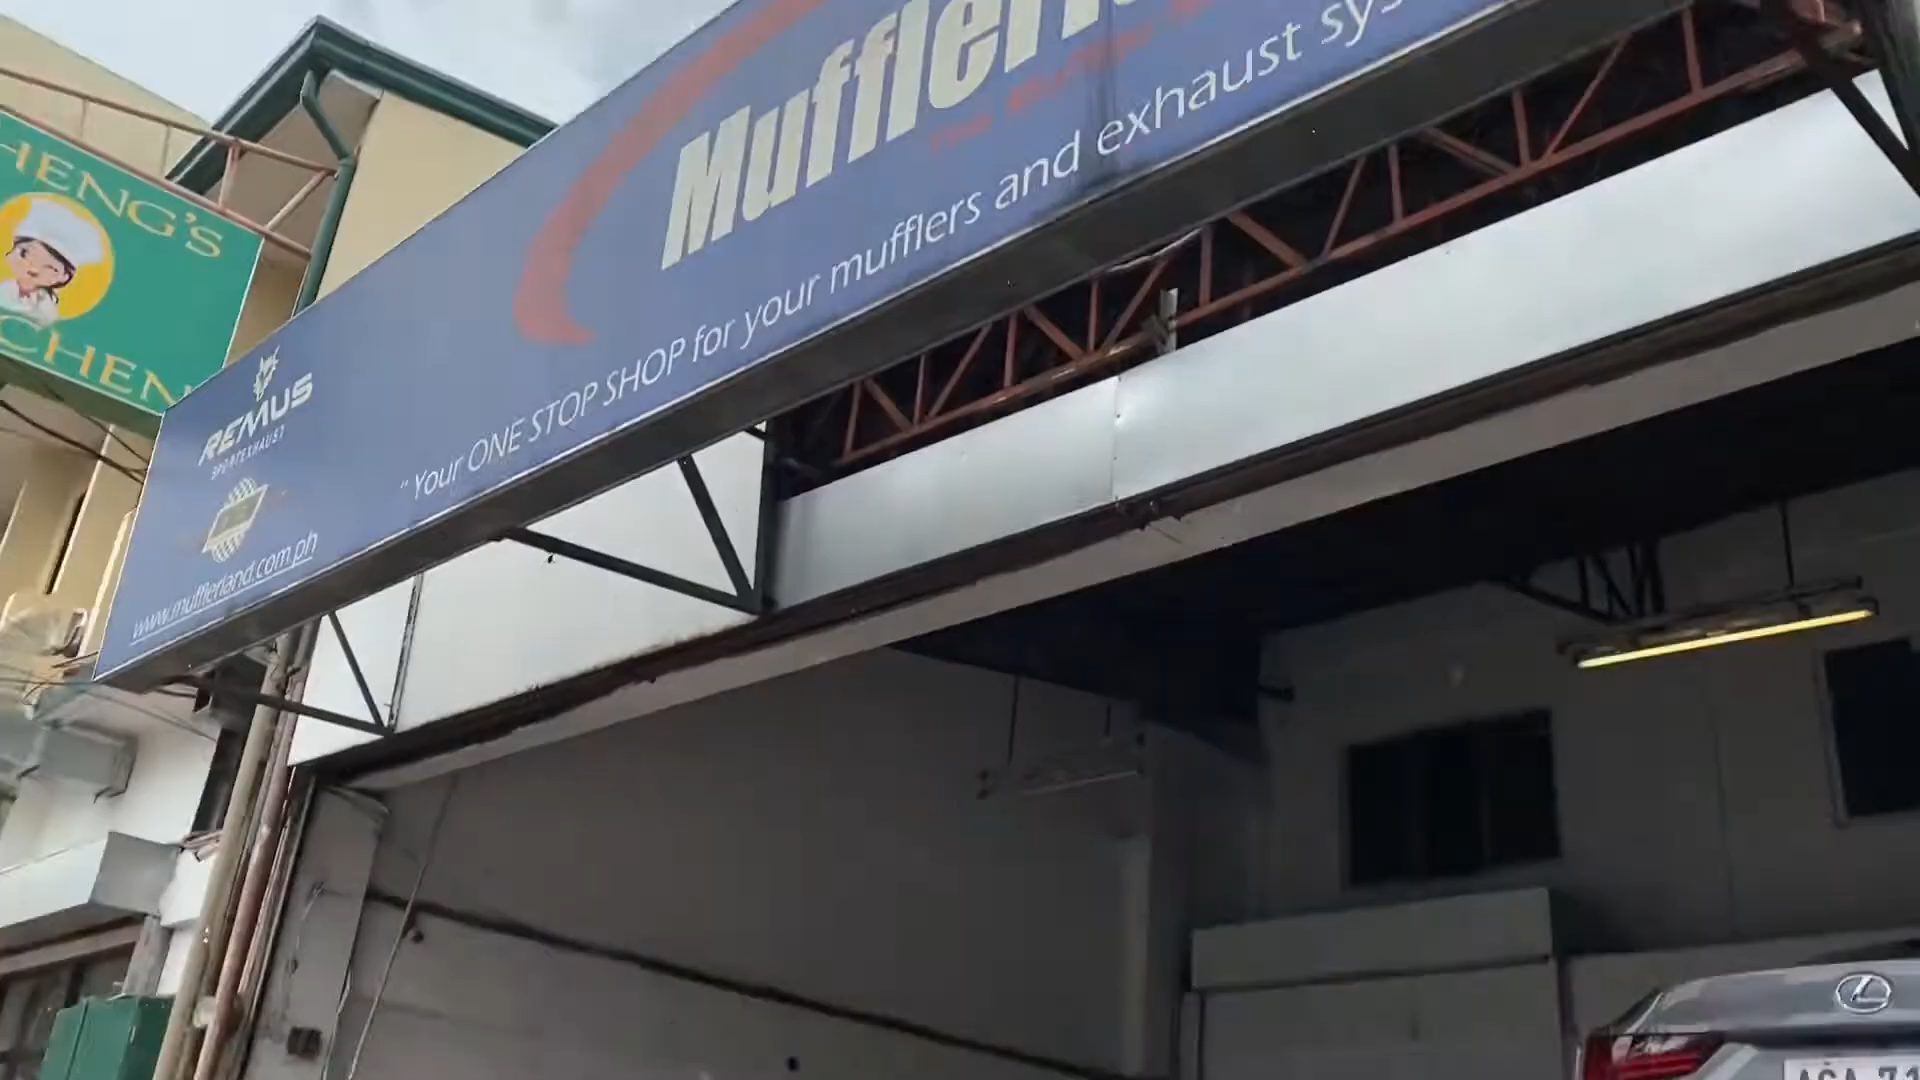 HENG'S
CHEN
Mufflerl
"Your ONE STOP SHOP for your mufflers and exhaust sys
REMUS
SPORTEXHAUST
www.mufflerland.com.ph